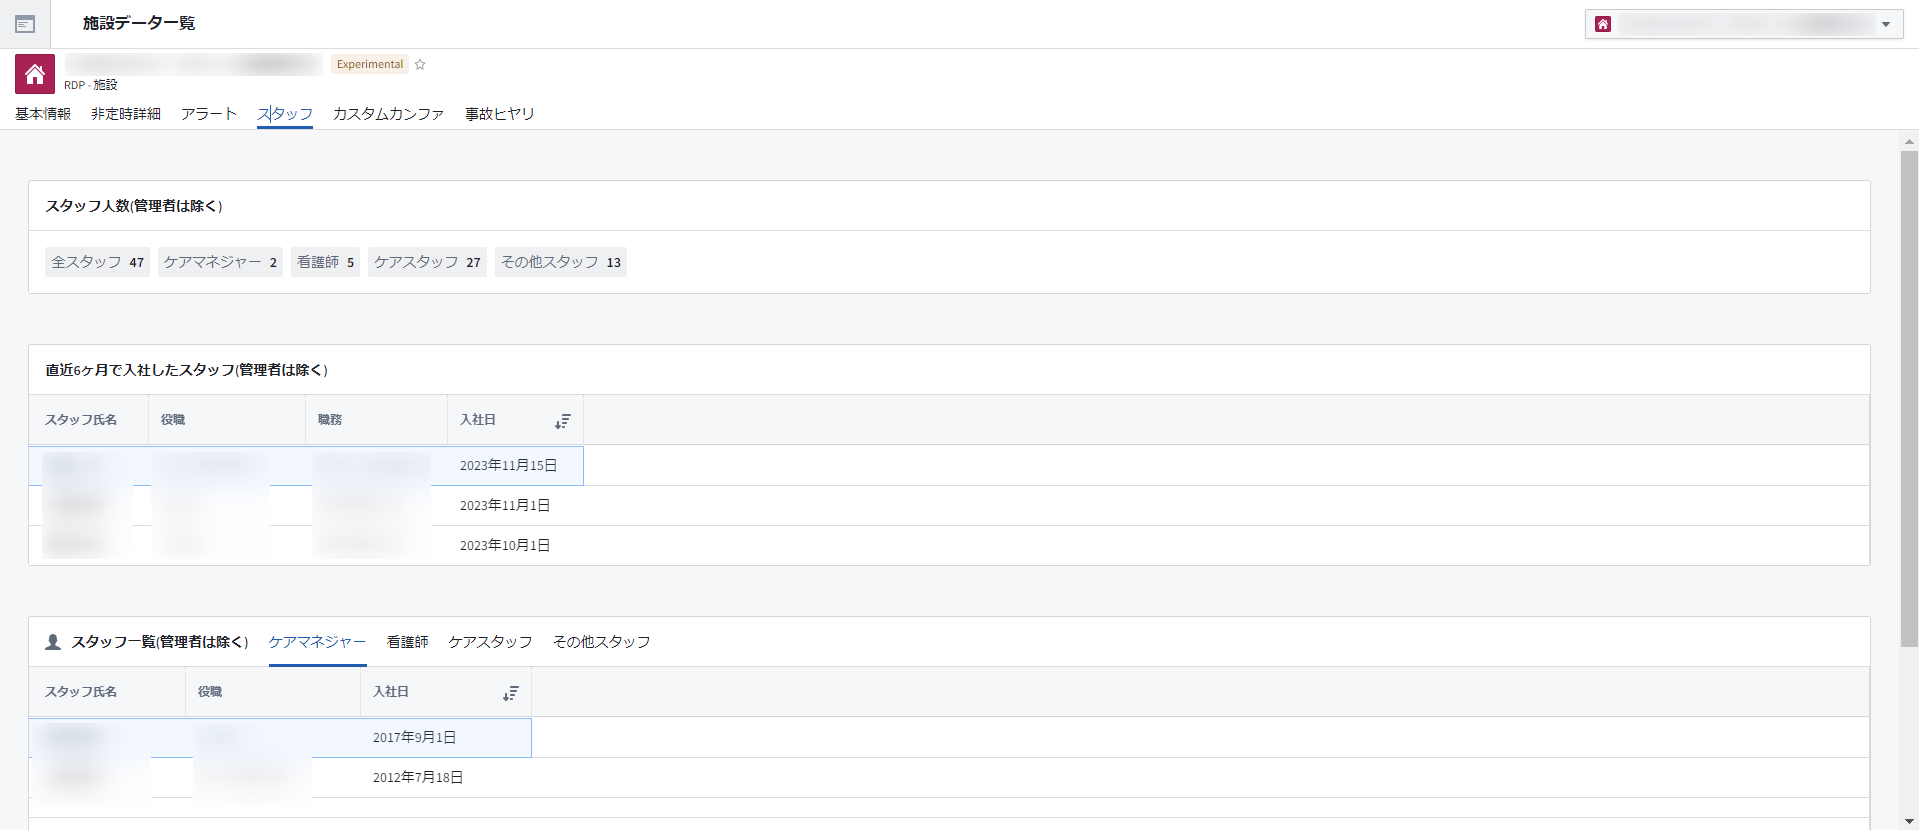 施設データ一覧
Experimental
RDP - 施設
基本情報 非定時詳細 アラート スタッフ カスタムカンファ 事故ヒヤリ
スタッフ人数(管理者は除く)
全スタッフ 47 ケアマネジャー 2 看護師 5 ケアスタッフ 27 その他スタッフ 13
直近6ヶ月で入社したスタッフ(管理者は除く)
スタッフ氏名 役職 職務 入社日
2023年11月15日
2023年11月1日
2023年10月1日
スタッフ一覧(管理者は除く) ケアマネジャー 看護師 ケアスタッフ その他スタッフ
スタッフ氏名 役職 入社日
2017年9月1日
2012年7月18日